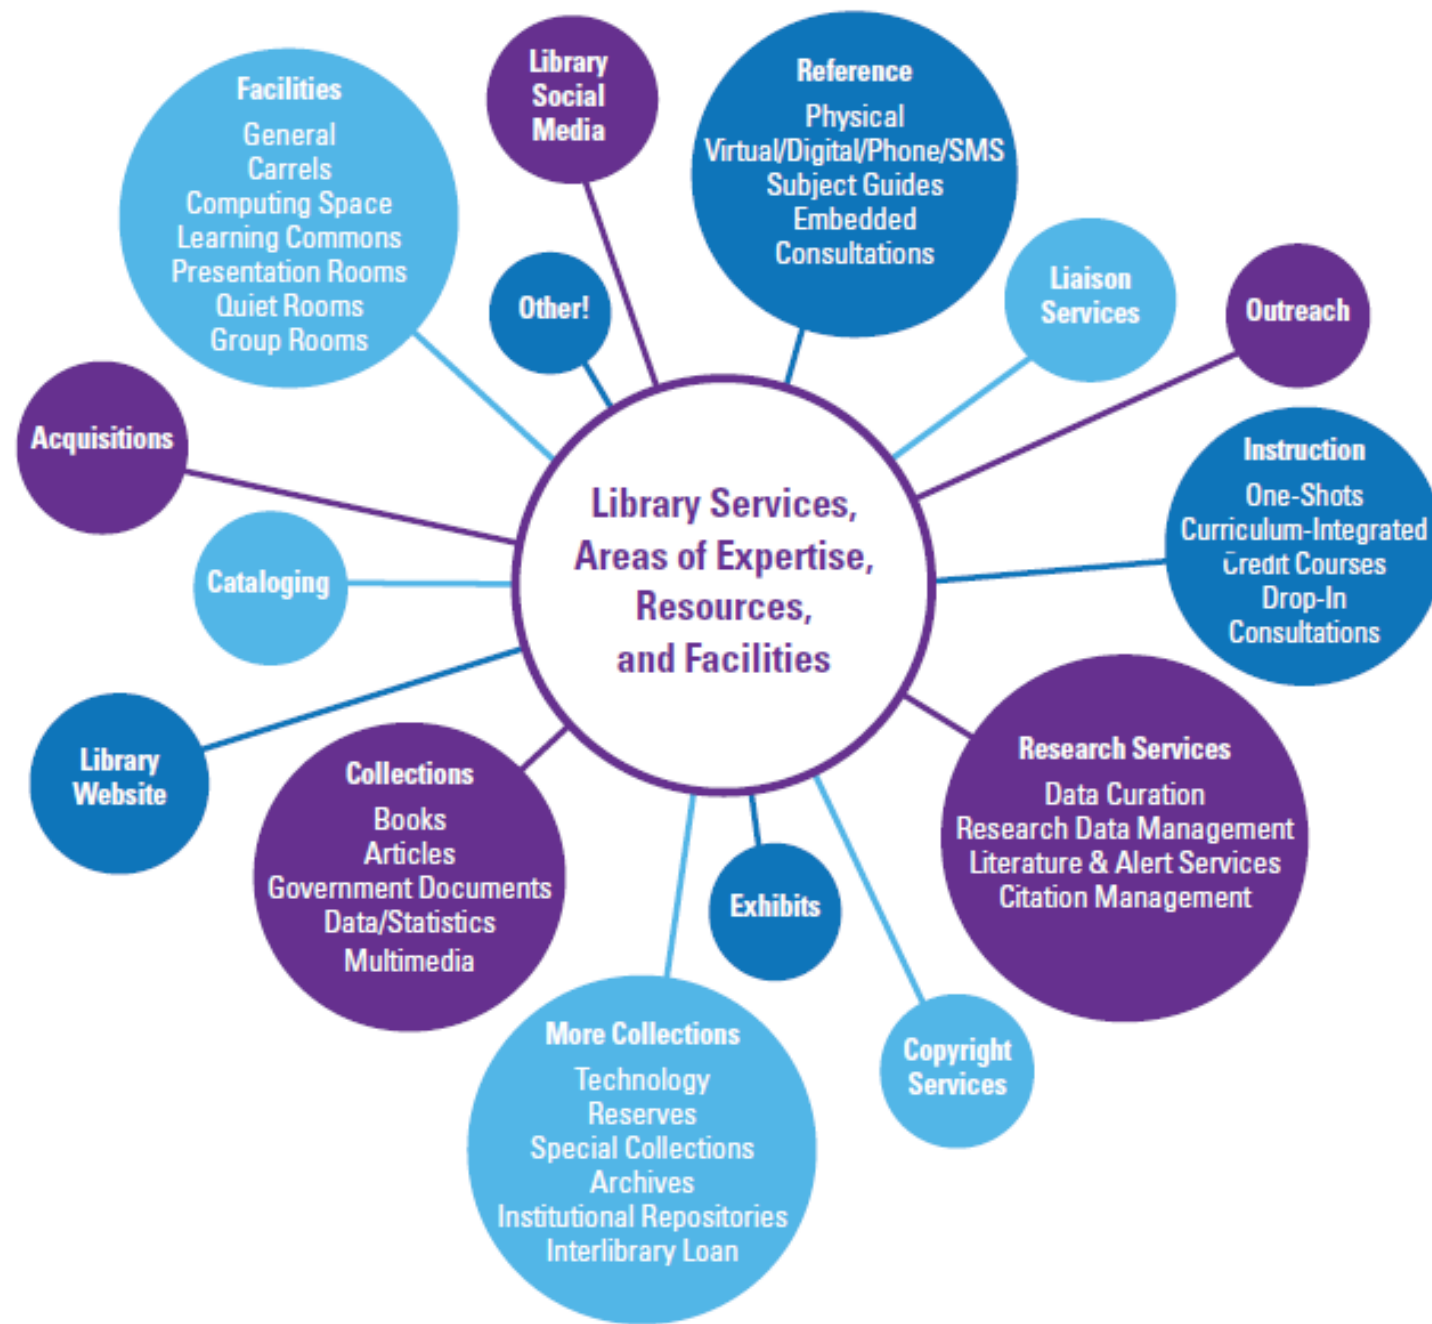 Facilities
General
Carrels
Computing Space
Learning Commons
Presentation Rooms
Quiet Rooms
Group Rooms
Library
Social
Media
Reference
Physical
Virtual/Digital/Phone/SMS
Subject Guides
Embedded
Consultations
Other!
Liaison
Services
Outreach
Acquisitions
Instruction
One-Shots
Curriculum-Integrated
Credit Courses
Drop-In
Consultations
Library Services,
Areas of Expertise,
Resources,
and Facilities
Cataloging
Library
Website
Collections
Books
Articles
Government Documents
Data/Statistics
Multimedia
Research Services
Data Curation
Research Data Management
Literature & Alert Services
Citation Management
Exhibits
More Collections
Technology
Reserves
Special Collections
Archives
Institutional Repositories
Interlibrary Loan
Copyright
Services